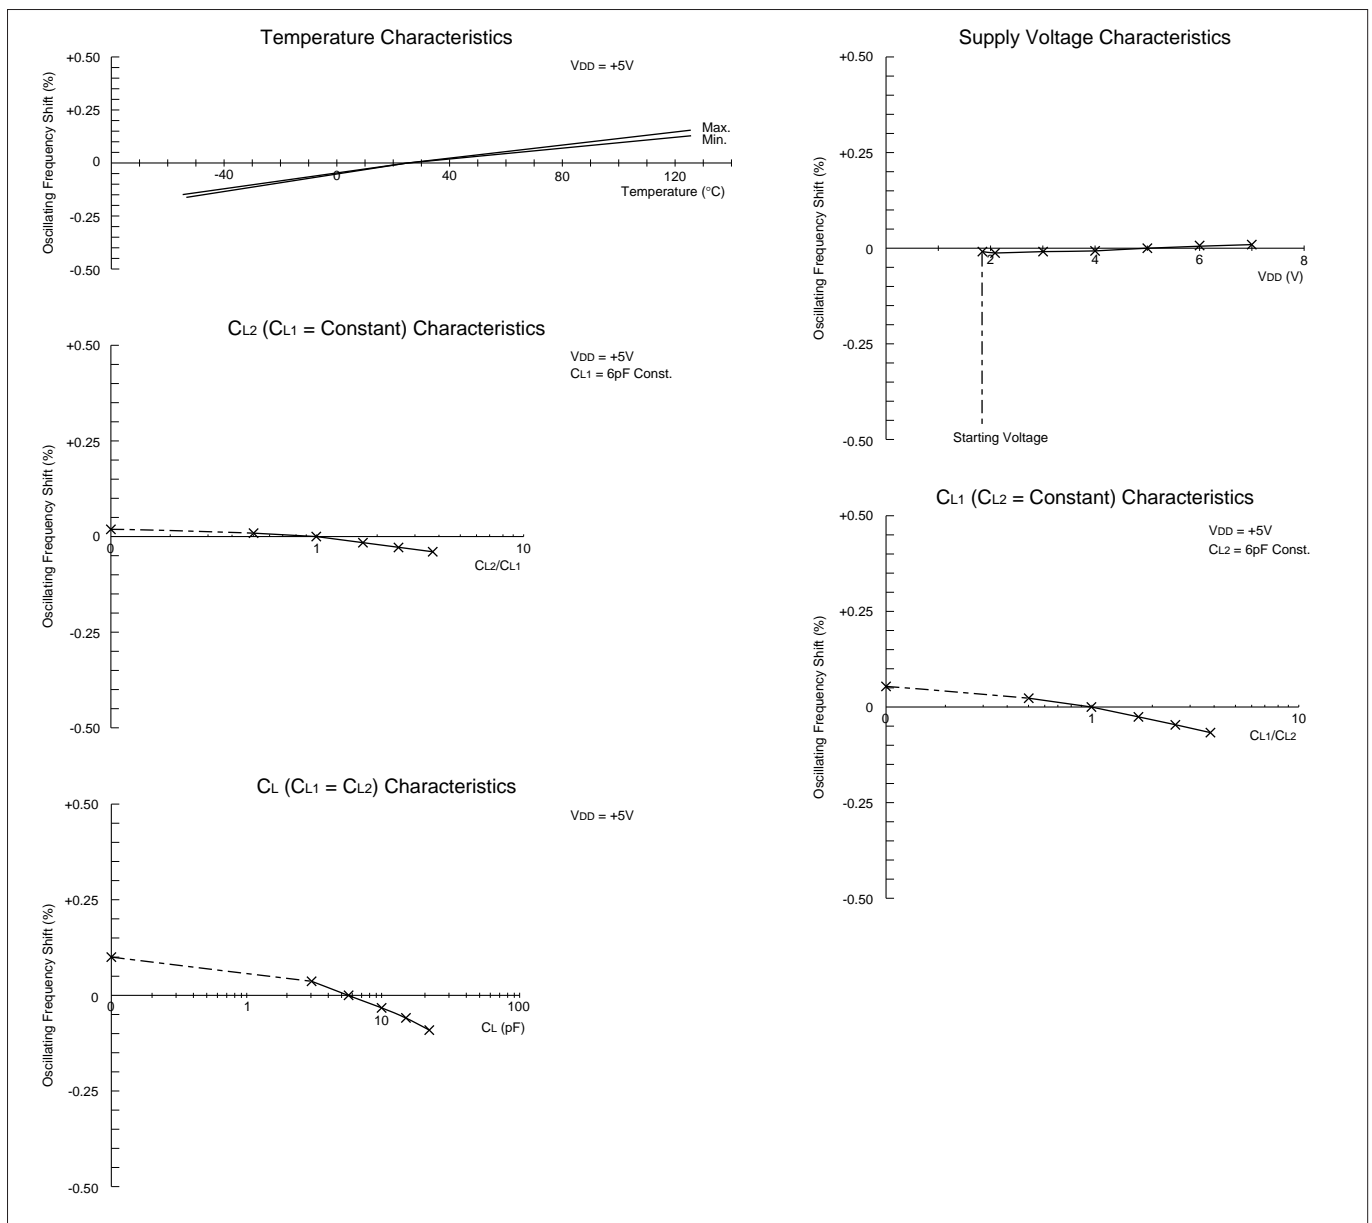 Temperature Characteristics
VDD = +5V
Oscillating Frequency Shift (%)
+0.50
+0.25
0
-0.25
-0.50
-40
0
40
80
120
Temperature (°C)
Max.
Min.
Supply Voltage Characteristics
Oscillating Frequency Shift (%)
+0.50
+0.25
0
-0.25
-0.50
2
4
6
8
VDD (V)
Starting Voltage
CL2 (CL1 = Constant) Characteristics
VDD = +5V
CL1 = 6pF Const.
Oscillating Frequency Shift (%)
+0.50
+0.25
0
-0.25
-0.50
0
1
10
CL2/CL1
CL1 (CL2 = Constant) Characteristics
VDD = +5V
CL2 = 6pF Const.
Oscillating Frequency Shift (%)
+0.50
+0.25
0
-0.25
-0.50
0
1
10
CL1/CL2
CL (CL1 = CL2) Characteristics
VDD = +5V
Oscillating Frequency Shift (%)
+0.50
+0.25
0
-0.25
-0.50
0
1
10
100
CL (pF)